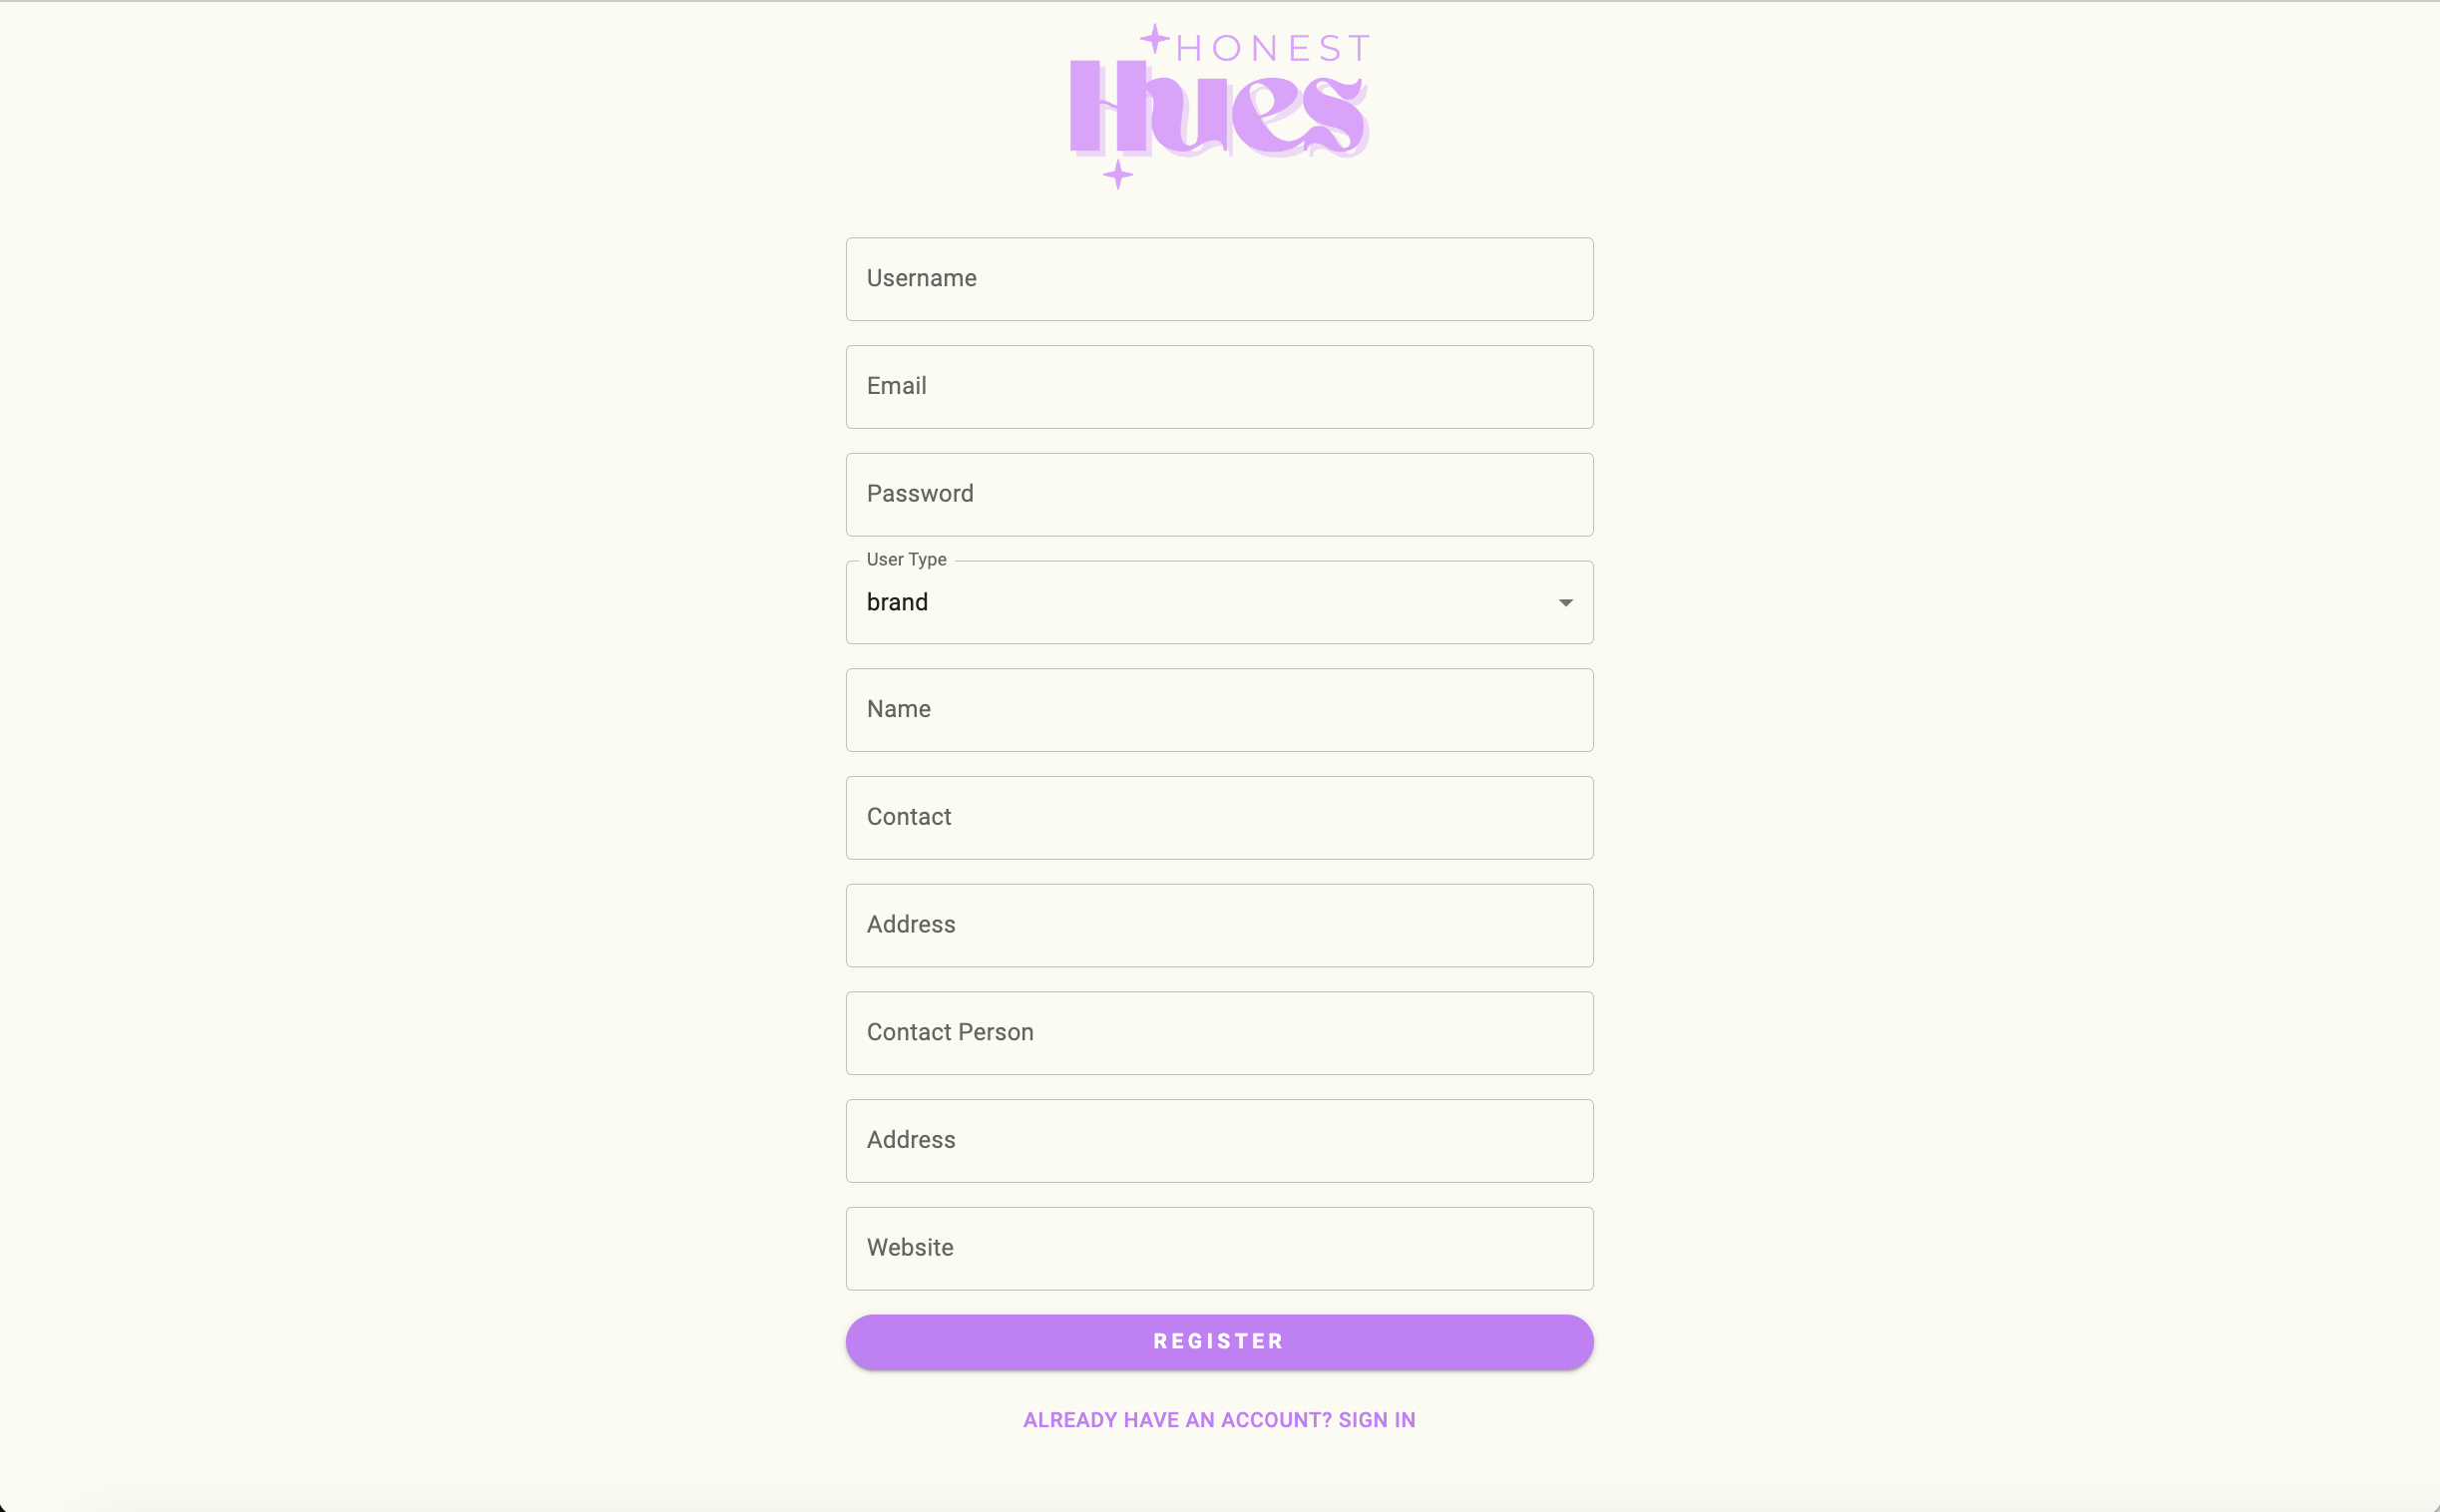 HONEST
Hues
Username
Email
Password
User Type
brand
Name
Contact
Address
Contact Person
Address
Website
REGISTER
ALREADY HAVE AN ACCOUNT? SIGN IN